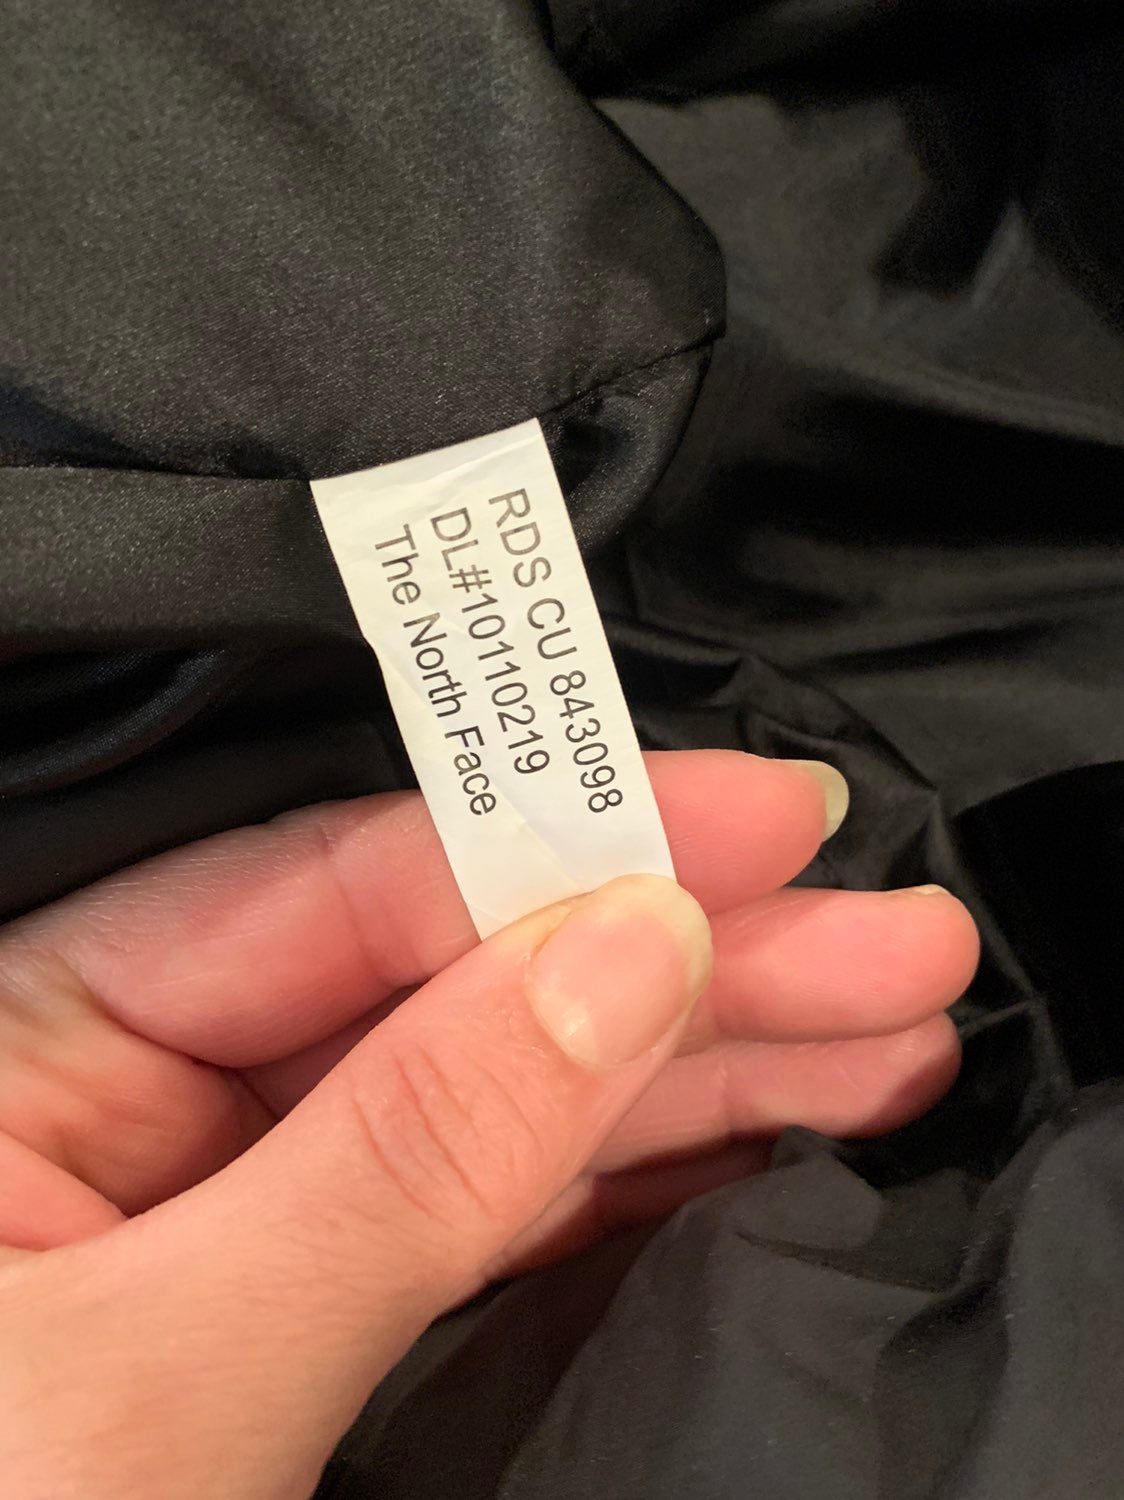 RDS CU 843098
DL#10110219
The North Face